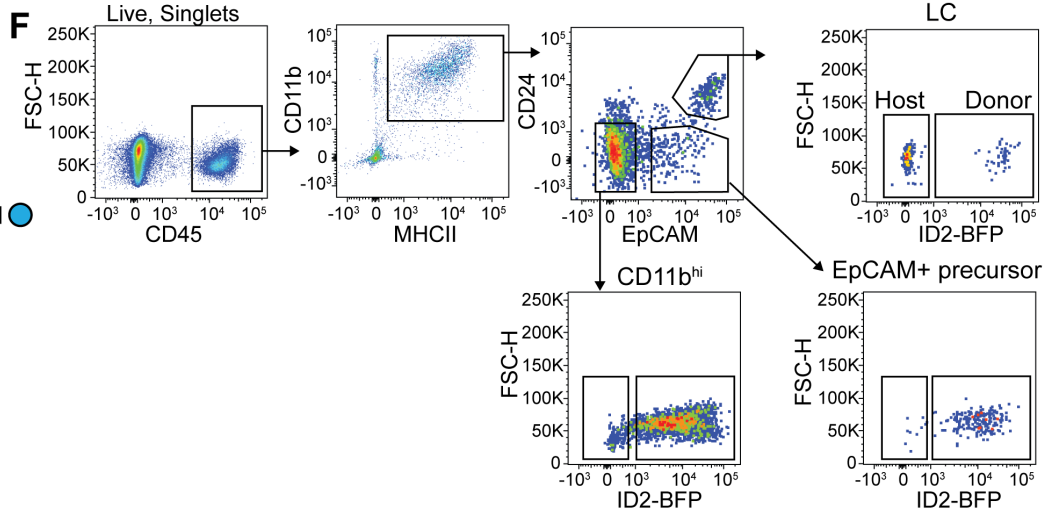 F
Live, Singlets
FSC-H
250K
200K
150K
100K
50K
0
-10³ 0 10³ 10⁴ 10⁵
CD45
CD11b
10⁵
10⁴
10³
0
-10³
0 10³ 10⁴ 10⁵
MHCII
CD24
10⁵
10⁴
10³
0
-10³
-10³ 0 10³ 10⁴ 10⁵
EpCAM
LC
FSC-H
250K
200K
150K
100K
50K
0
Host Donor
-10³ 0 10³ 10⁴ 10⁵
ID2-BFP
CD11bʰⁱ
FSC-H
250K
200K
150K
100K
50K
0
-10³ 0 10³ 10⁴ 10⁵
ID2-BFP
EpCAM+ precursor
FSC-H
250K
200K
150K
100K
50K
0
-10³ 0 10³ 10⁴ 10⁵
ID2-BFP